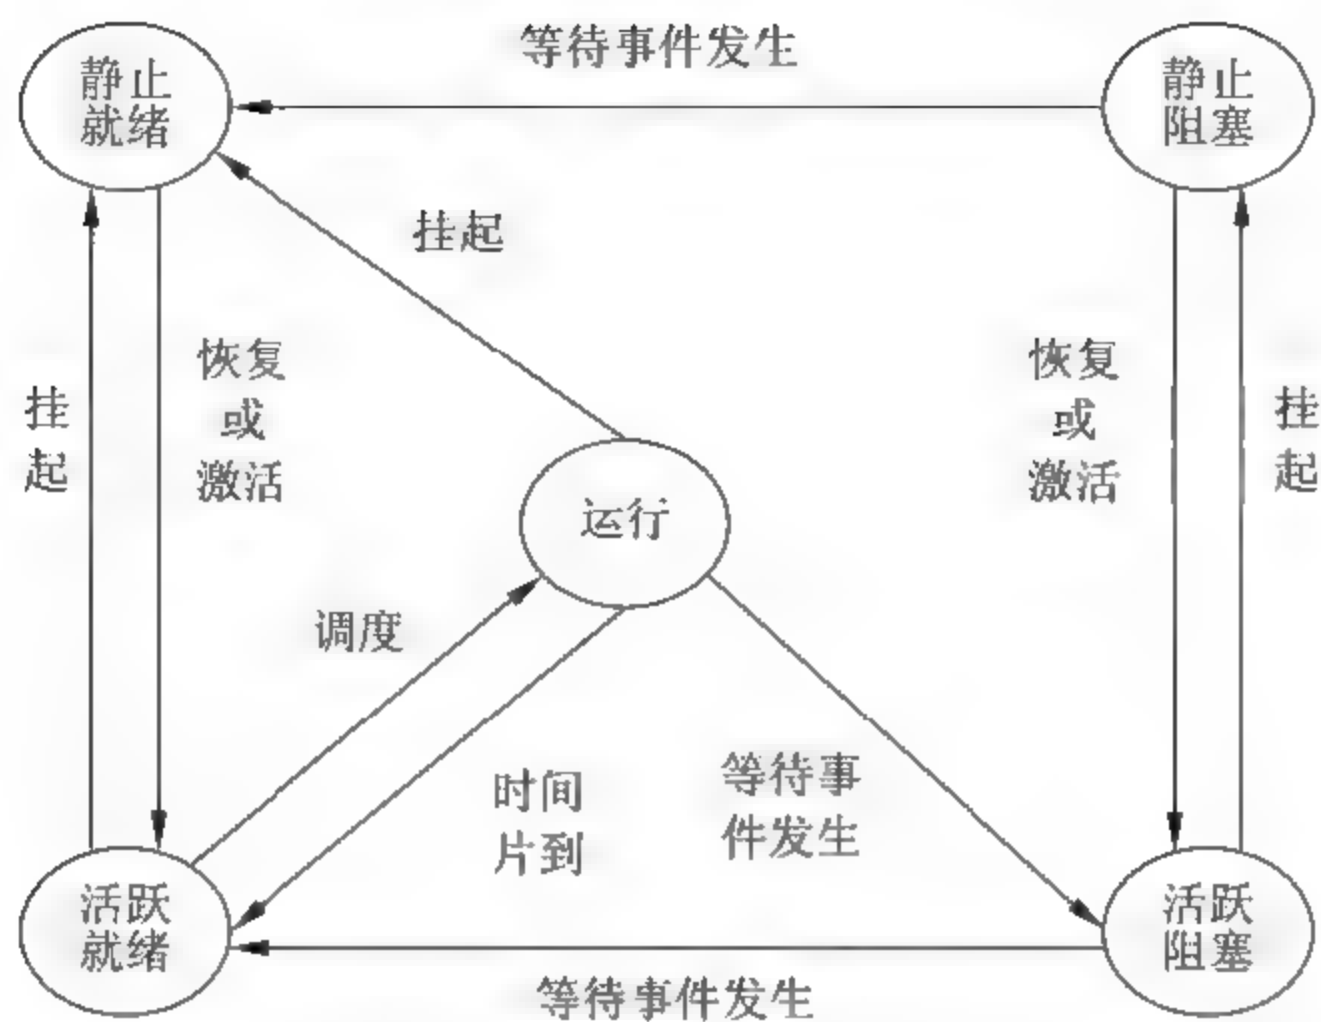 等待事件发生
静止
就绪
静止
阻塞
挂起
挂
起
恢复
或
激活
恢复
或
激活
挂
起
运行
调度
时间
片到
等待事
件发生
活跃
就绪
活跃
阻塞
等待事件发生